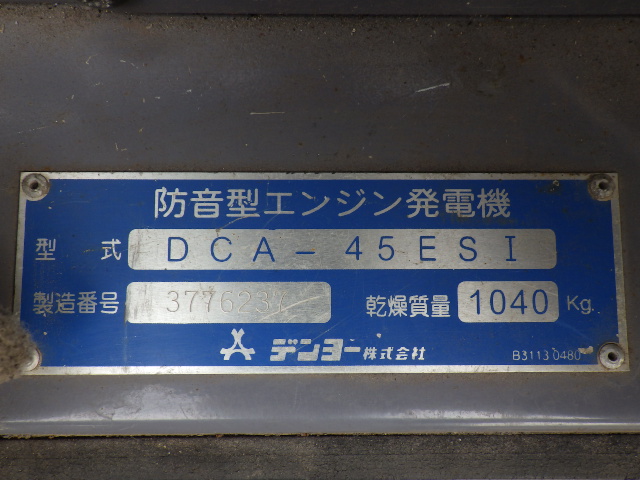 防音型エンジン発電機
型式 DCA-45ESI
製造番号 3776237 乾燥質量 1040 Kg
デンヨー株式会社 B3113 0480